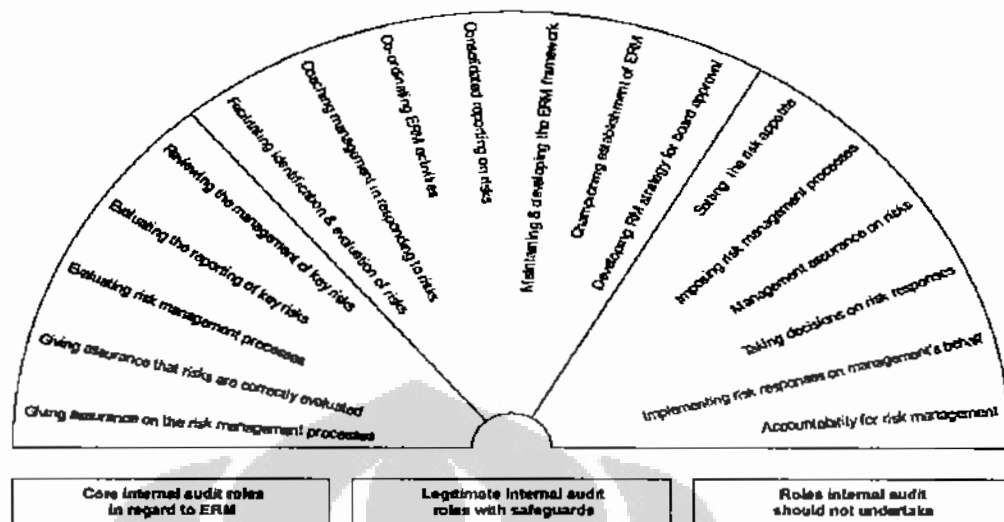 Giving assurance on the risk management processes
Giving assurance that risks are correctly evaluated
Evaluating risk management processes
Evaluating the reporting of key risks
Reviewing the management of key risks
Facilitating identification & evaluation of risks
Coaching management in responding to risks
Co-ordinating ERM activities
Consolidated reporting on risks
Maintaining & developing the ERM framework
Championing establishment of ERM
Developing RM strategy for board approval
Setting the risk appetite
Imposing risk management processes
Management assurance on risks
Taking decisions on risk responses
Implementing risk responses on management's behalf
Accountability for risk management
Core internal audit roles
in regard to ERM
Legitimate internal audit
roles with safeguards
Roles internal audit
should not undertake